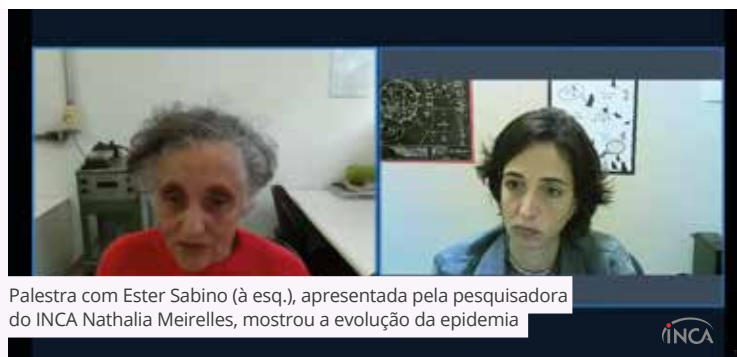 Palestra com Ester Sabino (à esq.), apresentada pela pesquisadora
do INCA Nathalia Meirelles, mostrou a evolução da epidemia
INCA